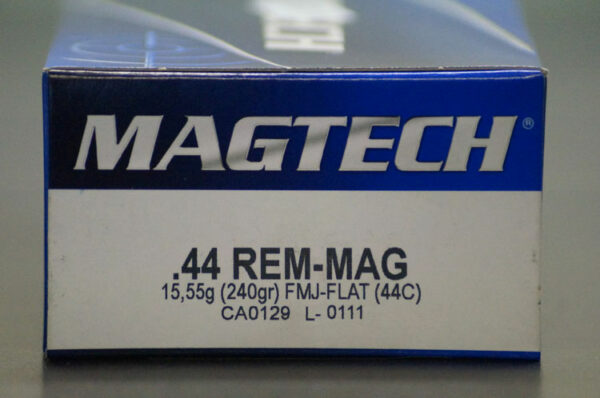 MAGTECH®
.44 REM-MAG
15,55g (240gr) FMJ-FLAT (44C)
CA0129 L- 0111